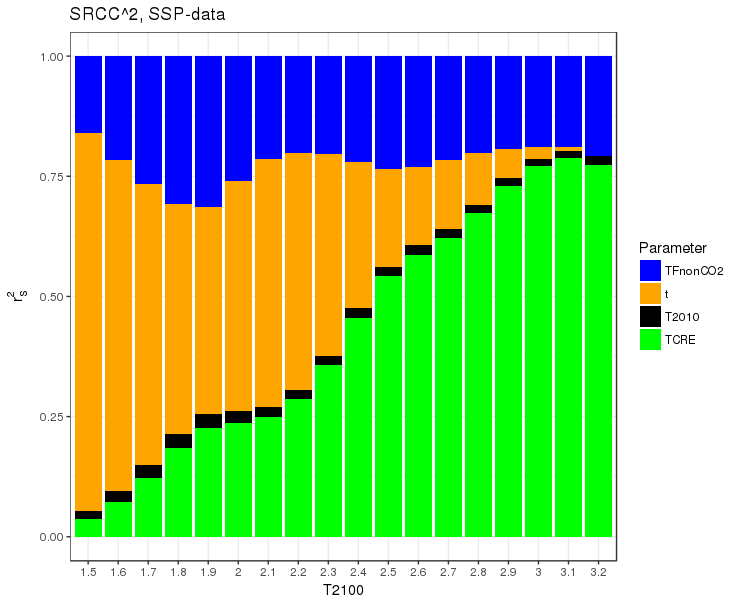 SRCC^2, SSP-data
1.00
0.75
0.50
0.25
0.00
r²ₛ
1.5 1.6 1.7 1.8 1.9 2 2.1 2.2 2.3 2.4 2.5 2.6 2.7 2.8 2.9 3 3.1 3.2
T2100
Parameter
TFnonCO2
t
T2010
TCRE